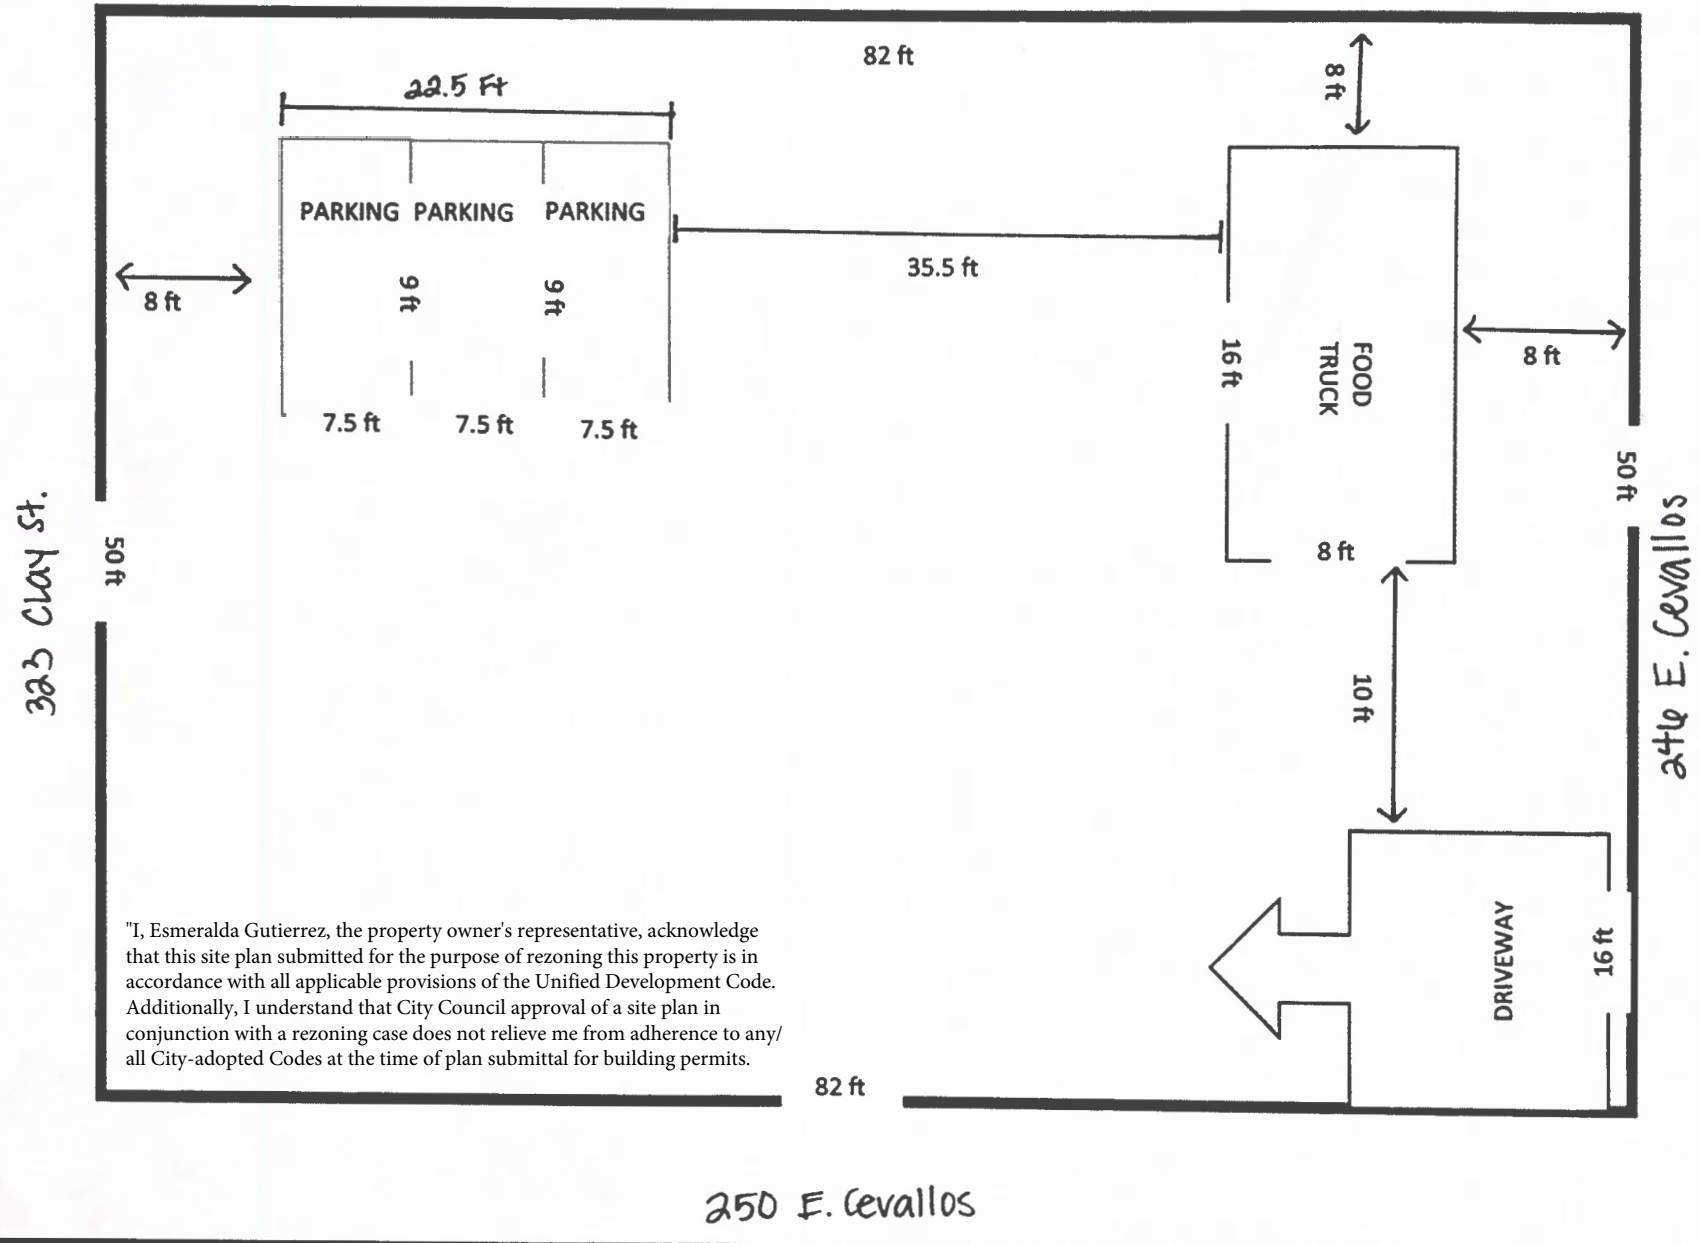 82 ft
22.5 Ft
8 ft
PARKING PARKING PARKING
9 ft
9 ft
8 ft
35.5 ft
16 ft
FOOD
TRUCK
8 ft
7.5 ft
7.5 ft
7.5 ft
50 ft
8 ft
323 Clay St.
50 ft
246 E. Cevallos
10 ft
DRIVEWAY
16 ft
"I, Esmeralda Gutierrez, the property owner's representative, acknowledge
that this site plan submitted for the purpose of rezoning this property is in
accordance with all applicable provisions of the Unified Development Code.
Additionally, I understand that City Council approval of a site plan in
conjunction with a rezoning case does not relieve me from adherence to any/
all City-adopted Codes at the time of plan submittal for building permits.
82 ft
250 E. Cevallos